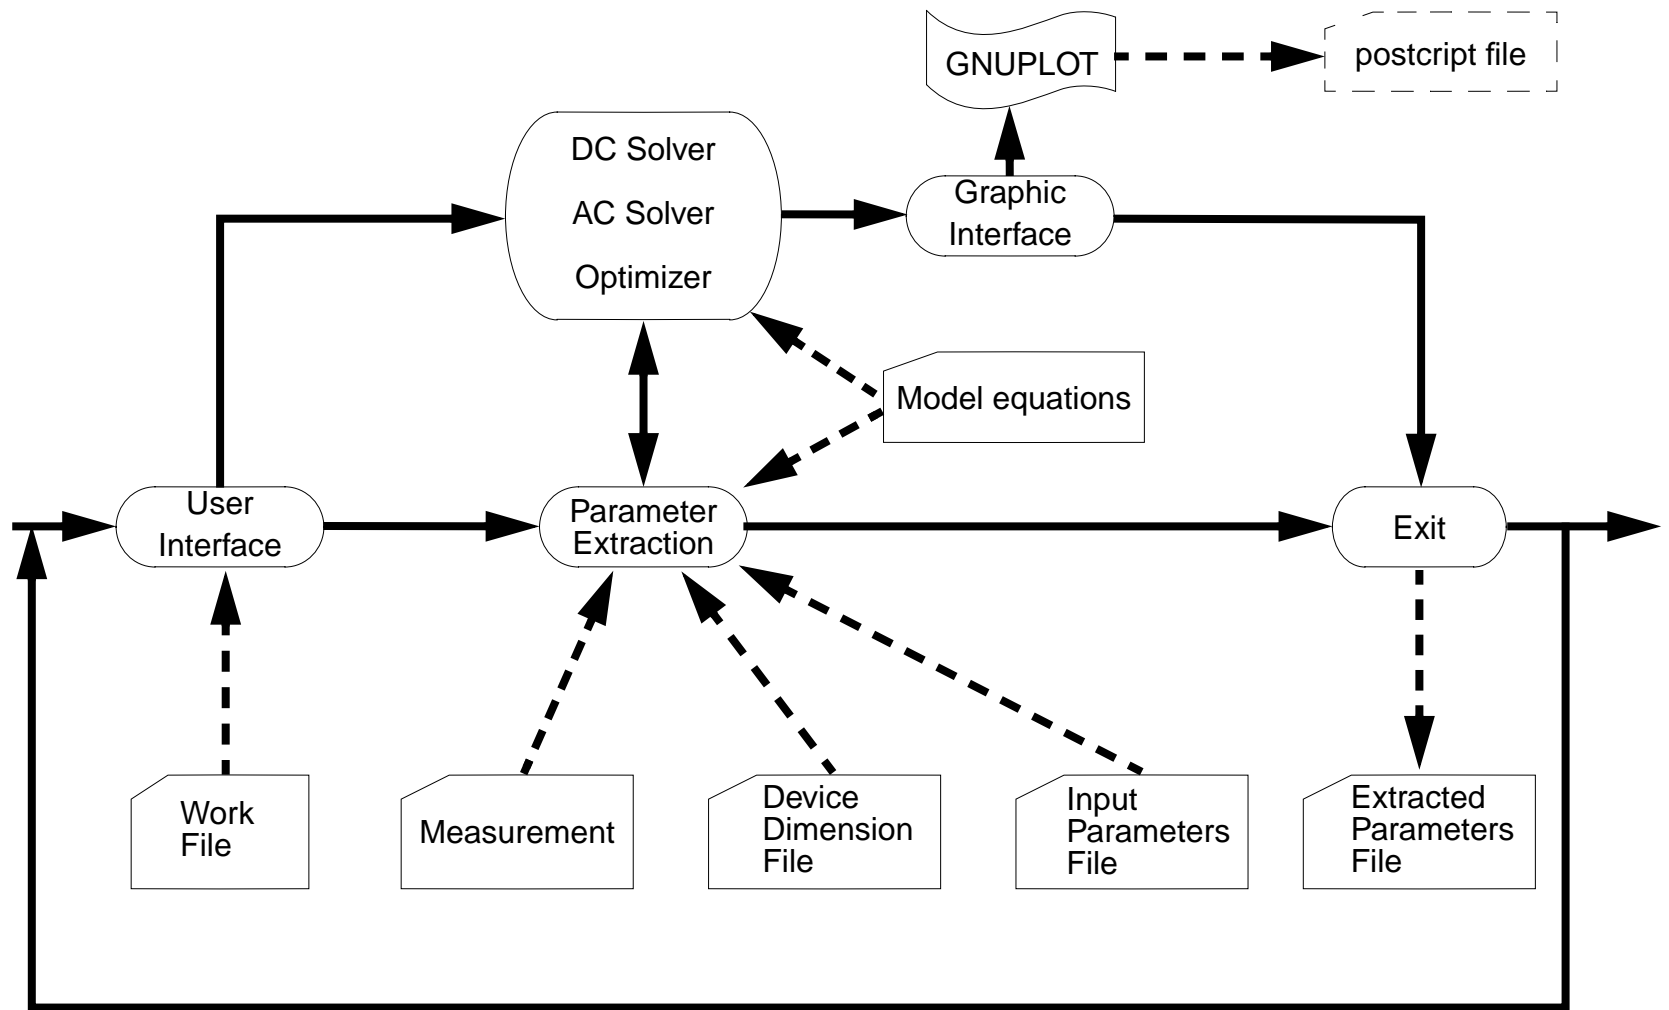 GNUPLOT
postcript file
DC Solver
AC Solver
Optimizer
Graphic
Interface
Model equations
User
Interface
Parameter
Extraction
Exit
Work
File
Measurement
Device
Dimension
File
Input
Parameters
File
Extracted
Parameters
File